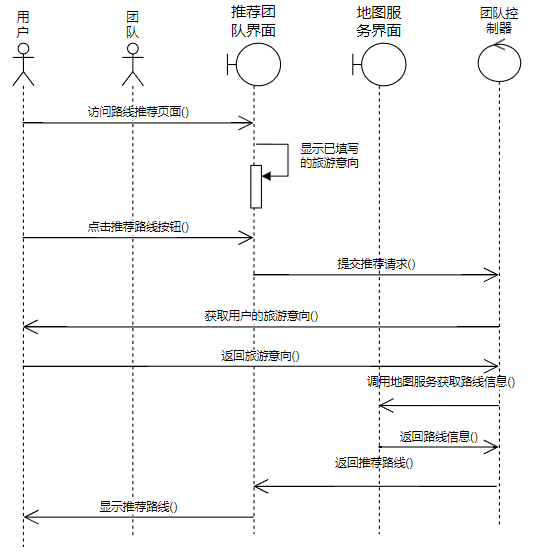 用
户
团
队
推荐团
队界面
地图服
务界面
团队控
制器
访问路线推荐页面()
显示已填写
的旅游意向
点击推荐路线按钮()
提交推荐请求()
获取用户的旅游意向()
返回旅游意向()
调用地图服务获取路线信息()
返回路线信息()
返回推荐路线()
显示推荐路线()